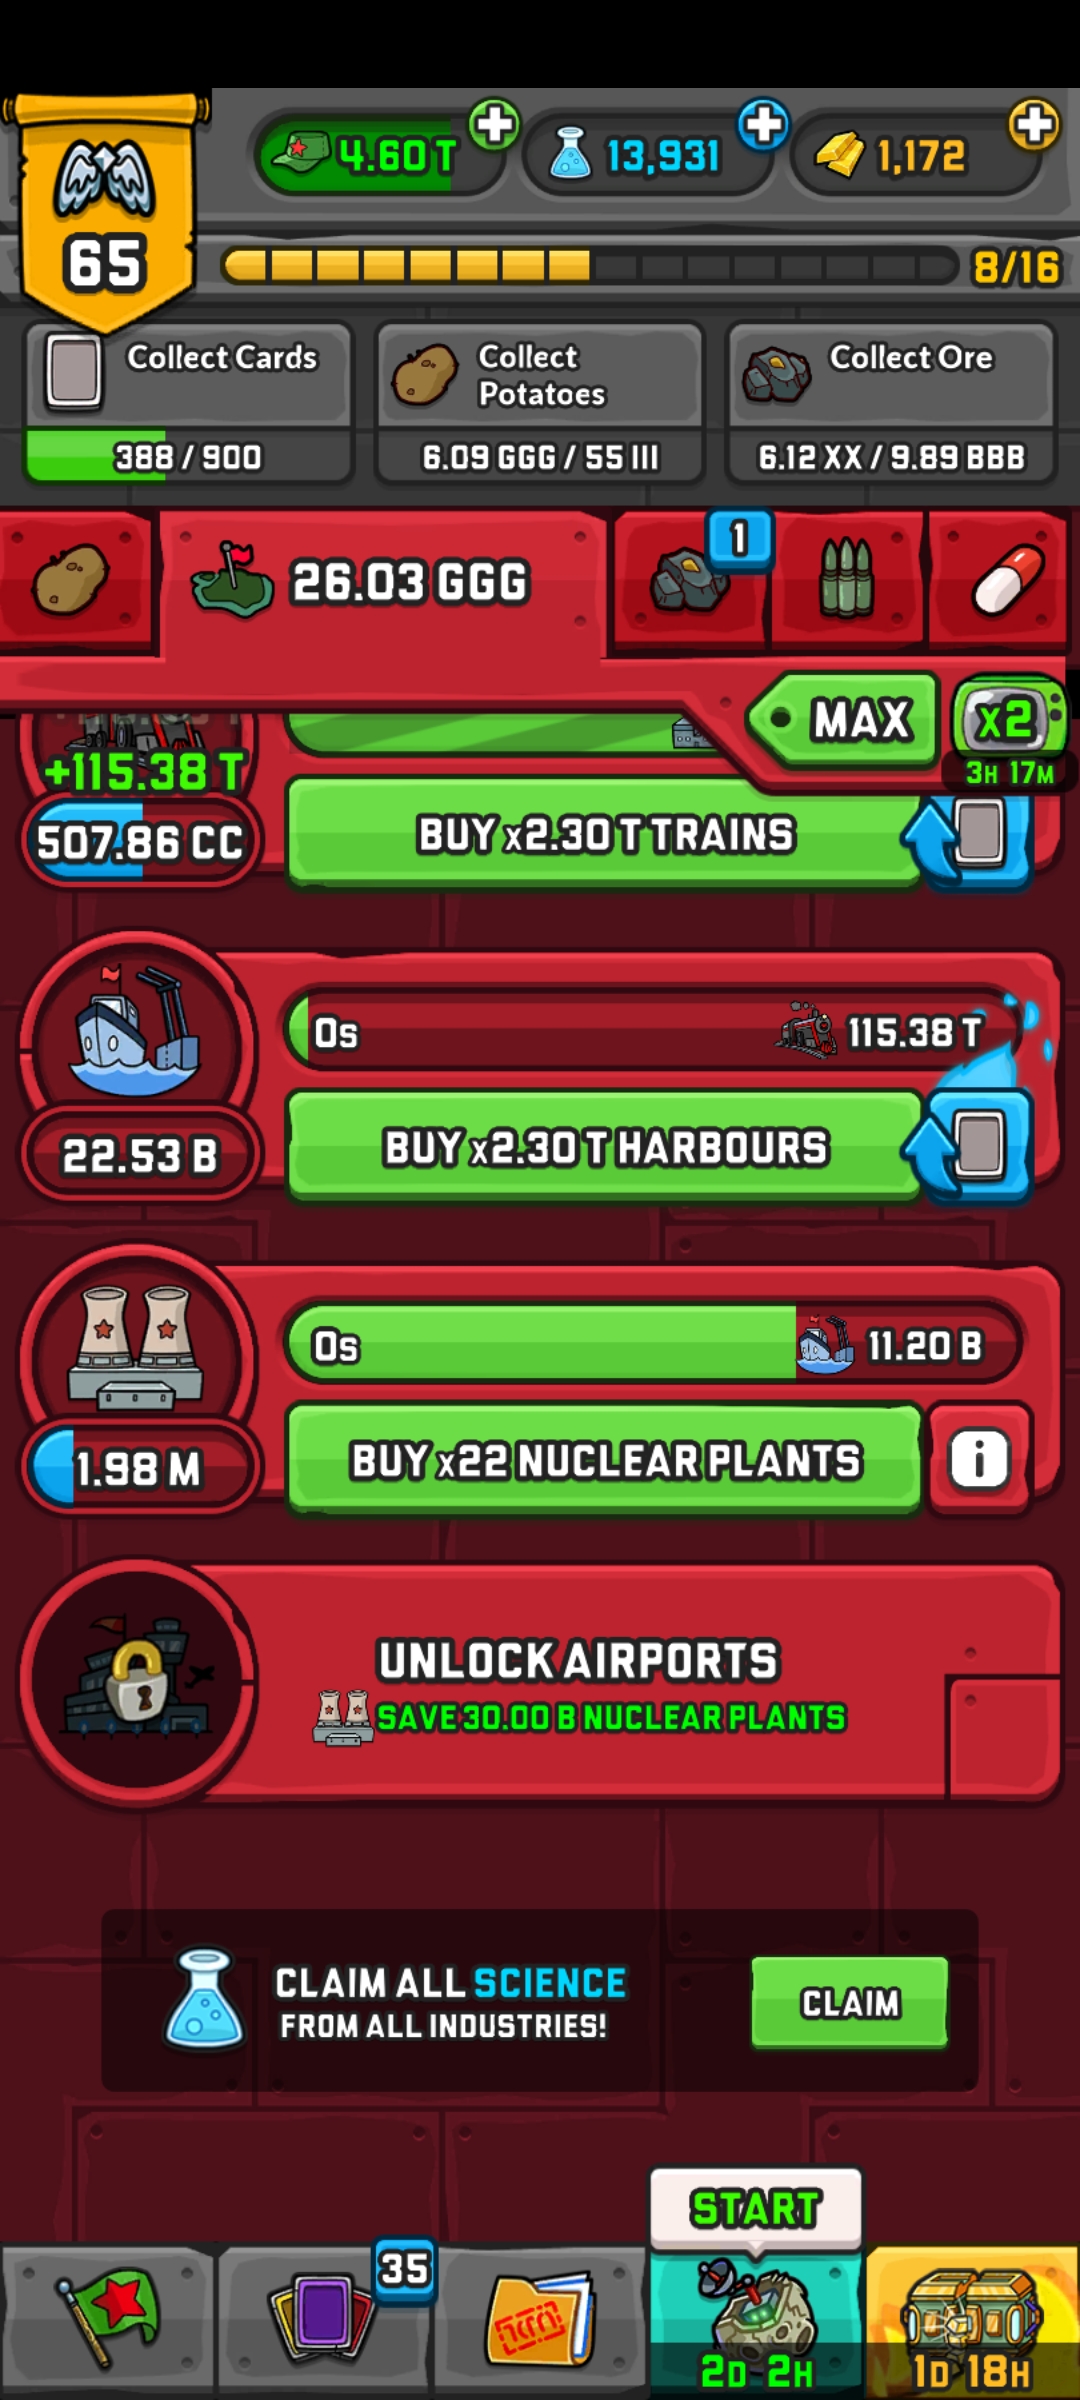 4.60 T
13,931
1,172
65
8/16
Collect Cards
388 / 900
Collect
Potatoes
6.09 GGG / 55 III
Collect Ore
6.12 XX / 9.89 BBB
26.03 GGG
1
MAX
x2
3H 17M
+115.38 T
507.86 CC
BUY x2.30 T TRAINS
0s
115.38 T
22.53 B
BUY x2.30 T HARBOURS
0s
11.20 B
1.98 M
BUY x22 NUCLEAR PLANTS
i
UNLOCK AIRPORTS
SAVE 30.00 B NUCLEAR PLANTS
CLAIM ALL SCIENCE
FROM ALL INDUSTRIES!
CLAIM
START
35
2D 2H
1D 18H